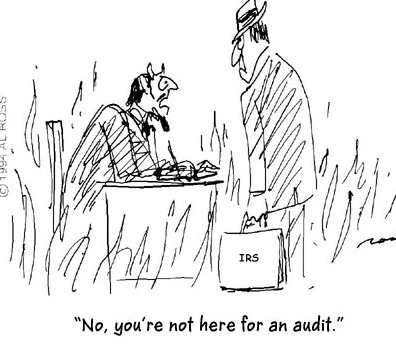 © 1994 AL ROSS
IRS
"No, you're not here for an audit."